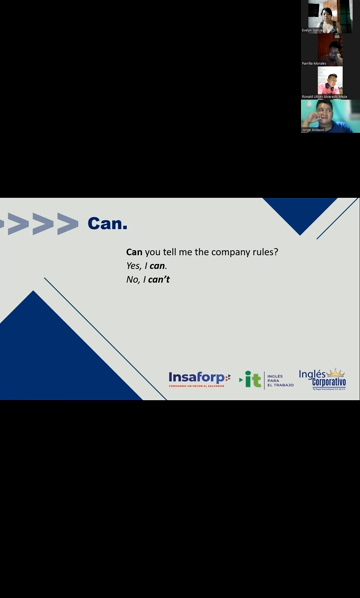 >>>> Can.
Can you tell me the company rules?
Yes, I can.
No, I can't
Insaforp
it
INGLÉS
PARA
EL TRABAJO
Inglés
Corporativo